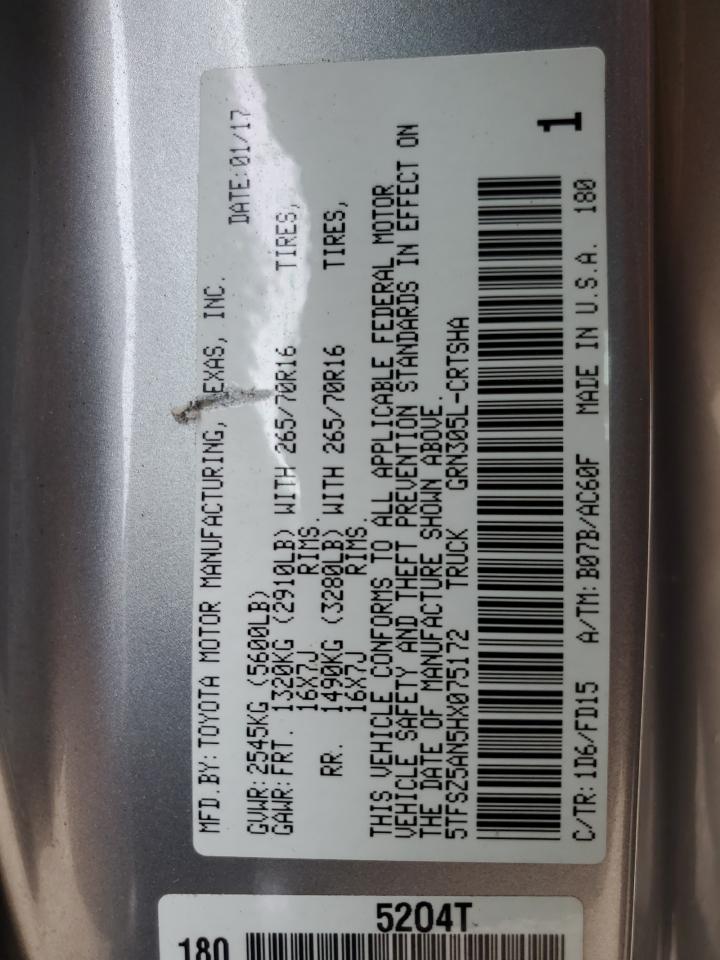 MFD.BY: TOYOTA MOTOR MANUFACTURING, TEXAS, INC. DATE: 01/17
GVWR: 2545KG (5600LB)
GAWR: FRT. 1320KG (2910LB) WITH 265/70R16 TIRES,
16X7J RIMS.
RR. 1490KG (3280LB) WITH 265/70R16 TIRES,
16X7J RIMS.
THIS VEHICLE CONFORMS TO ALL APPLICABLE FEDERAL MOTOR
VEHICLE SAFETY AND THEFT PREVENTION STANDARDS IN EFFECT ON
THE DATE OF MANUFACTURE SHOWN ABOVE.
5TFSZ5AN5HX075172 TRUCK GRN305L-CRTSHA
1
C/TR: 1D6/FD15 A/TM: B07B/AC60F MADE IN U.S.A. 180
5204T
180